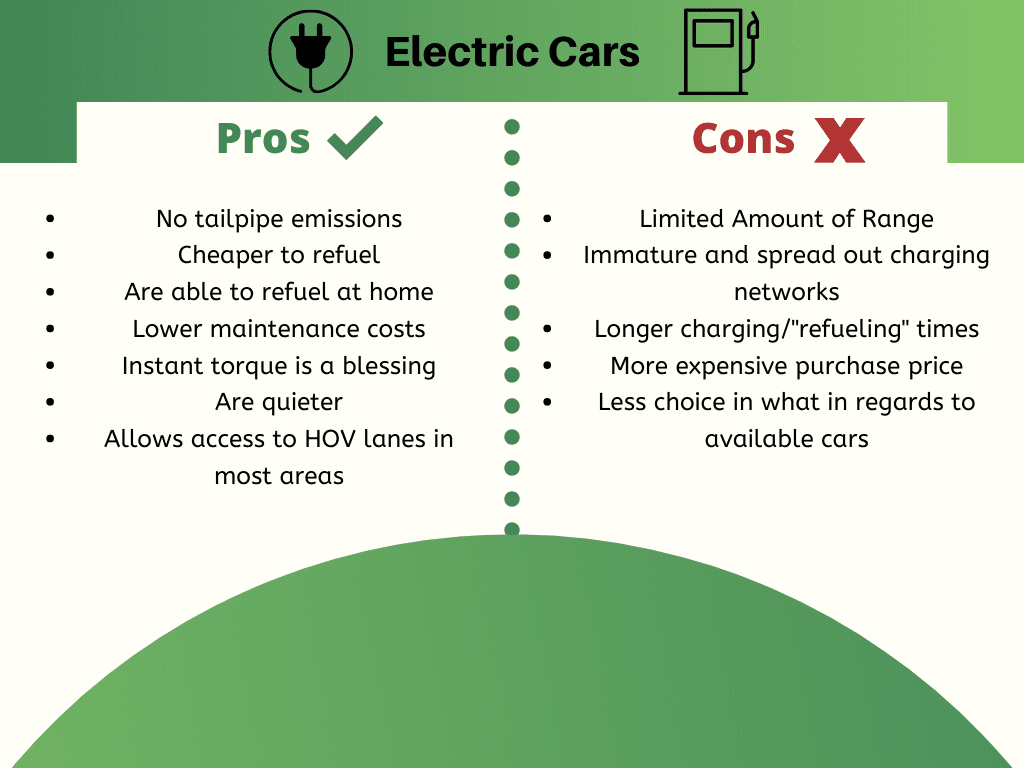 Electric Cars
Pros
No tailpipe emissions
Cheaper to refuel
Are able to refuel at home
Lower maintenance costs
Instant torque is a blessing
Are quieter
Allows access to HOV lanes in
most areas
Cons
Limited Amount of Range
Immature and spread out charging
networks
Longer charging/"refueling" times
More expensive purchase price
Less choice in what in regards to
available cars